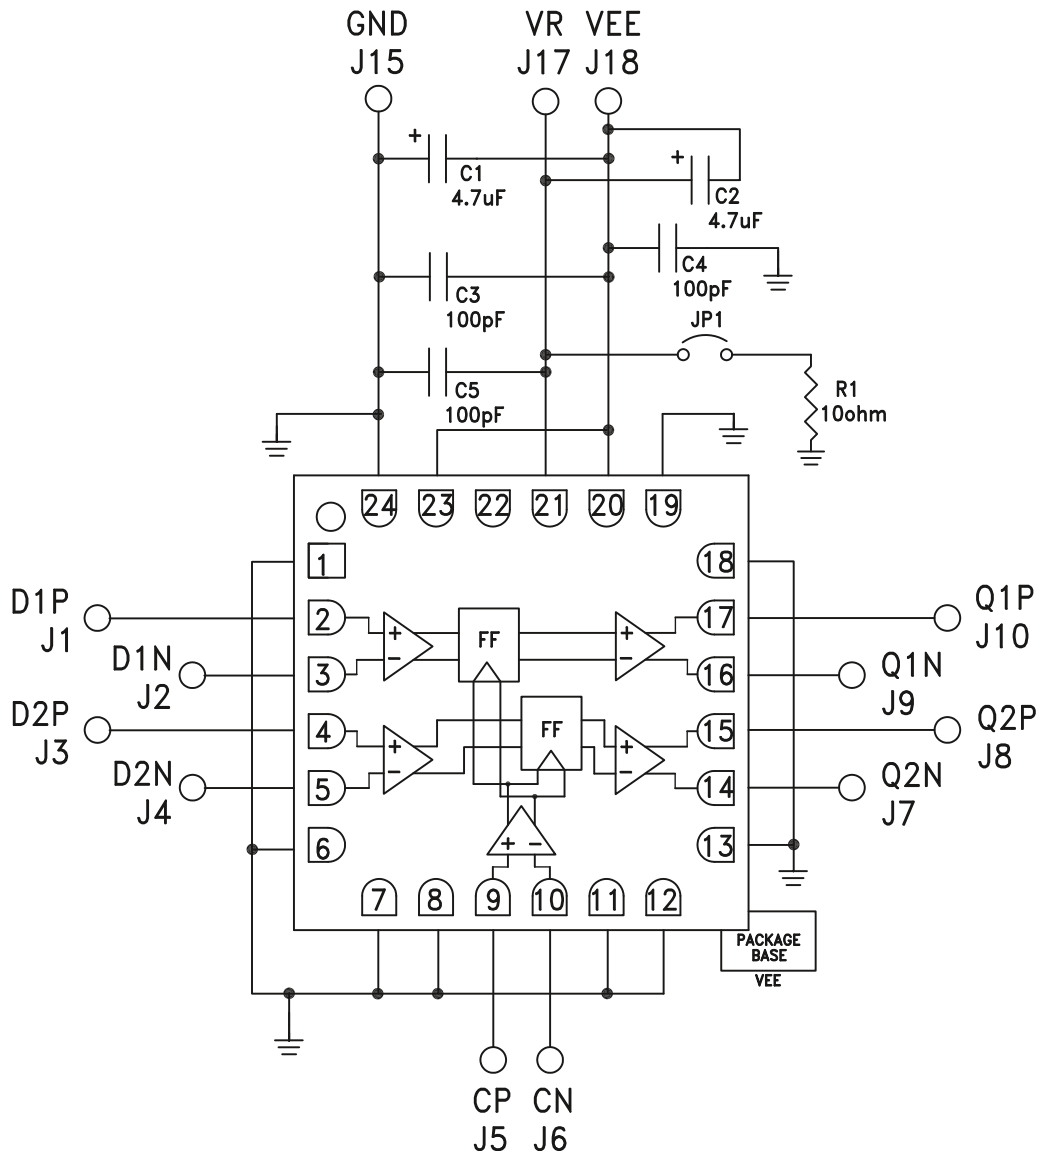 GND VR VEE
J15 J17 J18
+
C1
4.7uF
+
C2
4.7uF
C4
100pF
C3
100pF
JP1
C5
100pF
R1
10ohm
24 23 22 21 20 19
1
18
D1P
J1
2
17
Q1P
J10
+
-
FF
+
-
D1N
J2
3
16
Q1N
J9
D2P
J3
4
15
Q2P
J8
+
-
FF
+
-
D2N
J4
5
14
Q2N
J7
6
+ -
13
7 8 9 10 11 12
PACKAGE
BASE
VEE
CP CN
J5 J6